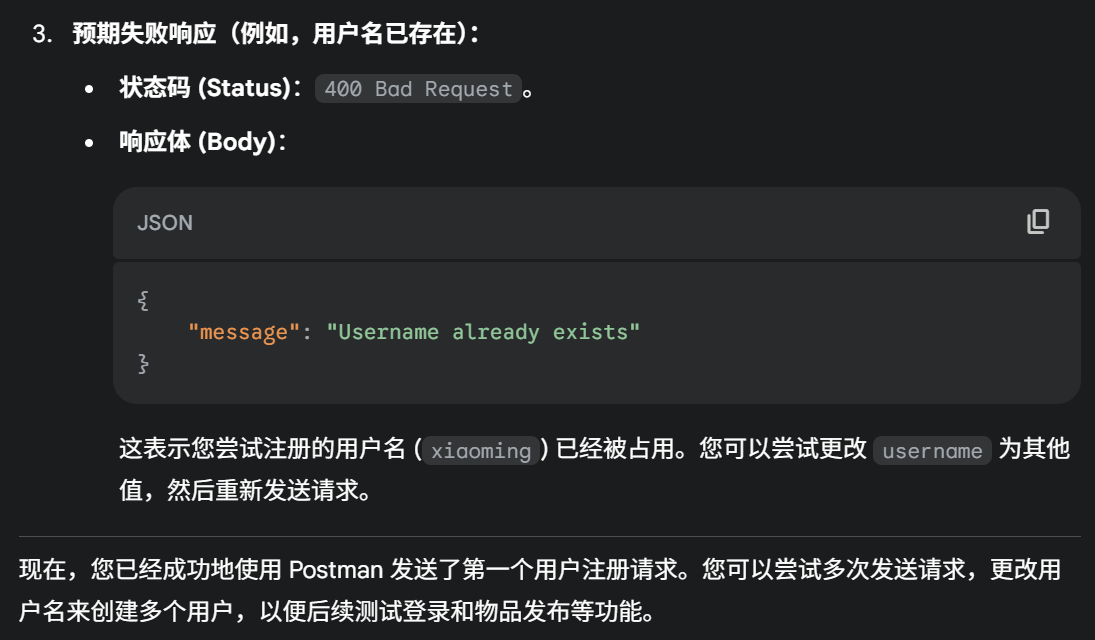 3. 预期失败响应（例如，用户名已存在）：
• 状态码 (Status)： 400 Bad Request 。
• 响应体 (Body)：
JSON
{
    "message": "Username already exists"
}
这表示您尝试注册的用户名 ( xiaoming ) 已经被占用。您可以尝试更改 username 为其他
值，然后重新发送请求。
现在，您已经成功地使用 Postman 发送了第一个用户注册请求。您可以尝试多次发送请求，更改用
户名来创建多个用户，以便后续测试登录和物品发布等功能。